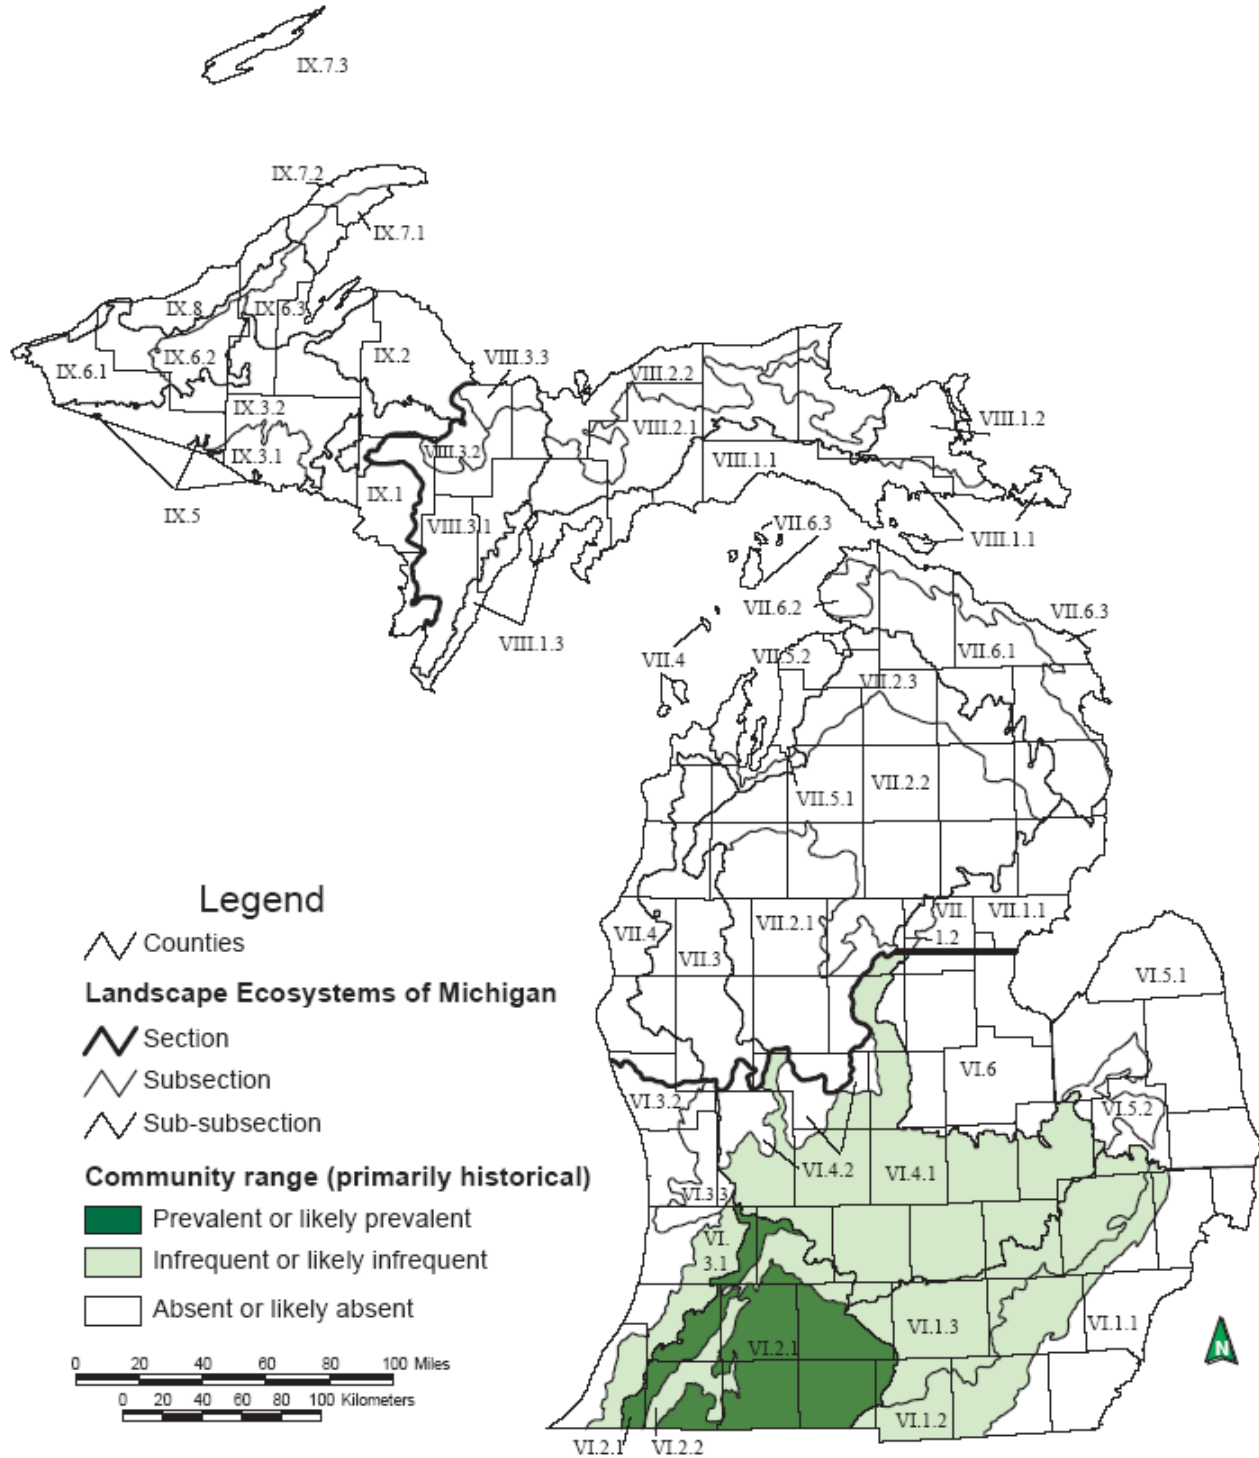 IX.7.3
IX.7.2
IX.7.1
IX.8
IX.6.3
IX.6.2
IX.6.1
IX.2
VIII.3.3
VIII.2.2
IX.3.2
VIII.2.1
VIII.1.2
IX.3.1
VIII.3.2
VIII.1.1
IX.1
IX.5
VIII.3.1
VII.6.3
VIII.1.1
VII.6.2
VII.6.3
VIII.1.3
VII.6.1
VII.4
VII.5.2
VII.2.3
VII.5.1
VII.2.2
VII.4
VII.3
VII.2.1
VII.
1.2
VII.1.1
VI.5.1
VI.6
VI.3.2
VI.5.2
VI.4.2
VI.4.1
VI.3.3
VI.
3.1
VI.2.1
VI.1.3
VI.1.1
VI.1.2
VI.2.1
VI.2.2
Legend
Counties
Landscape Ecosystems of Michigan
Section
Subsection
Sub-subsection
Community range (primarily historical)
Prevalent or likely prevalent
Infrequent or likely infrequent
Absent or likely absent
0 20 40 60 80 100 Miles
0 20 40 60 80 100 Kilometers
N